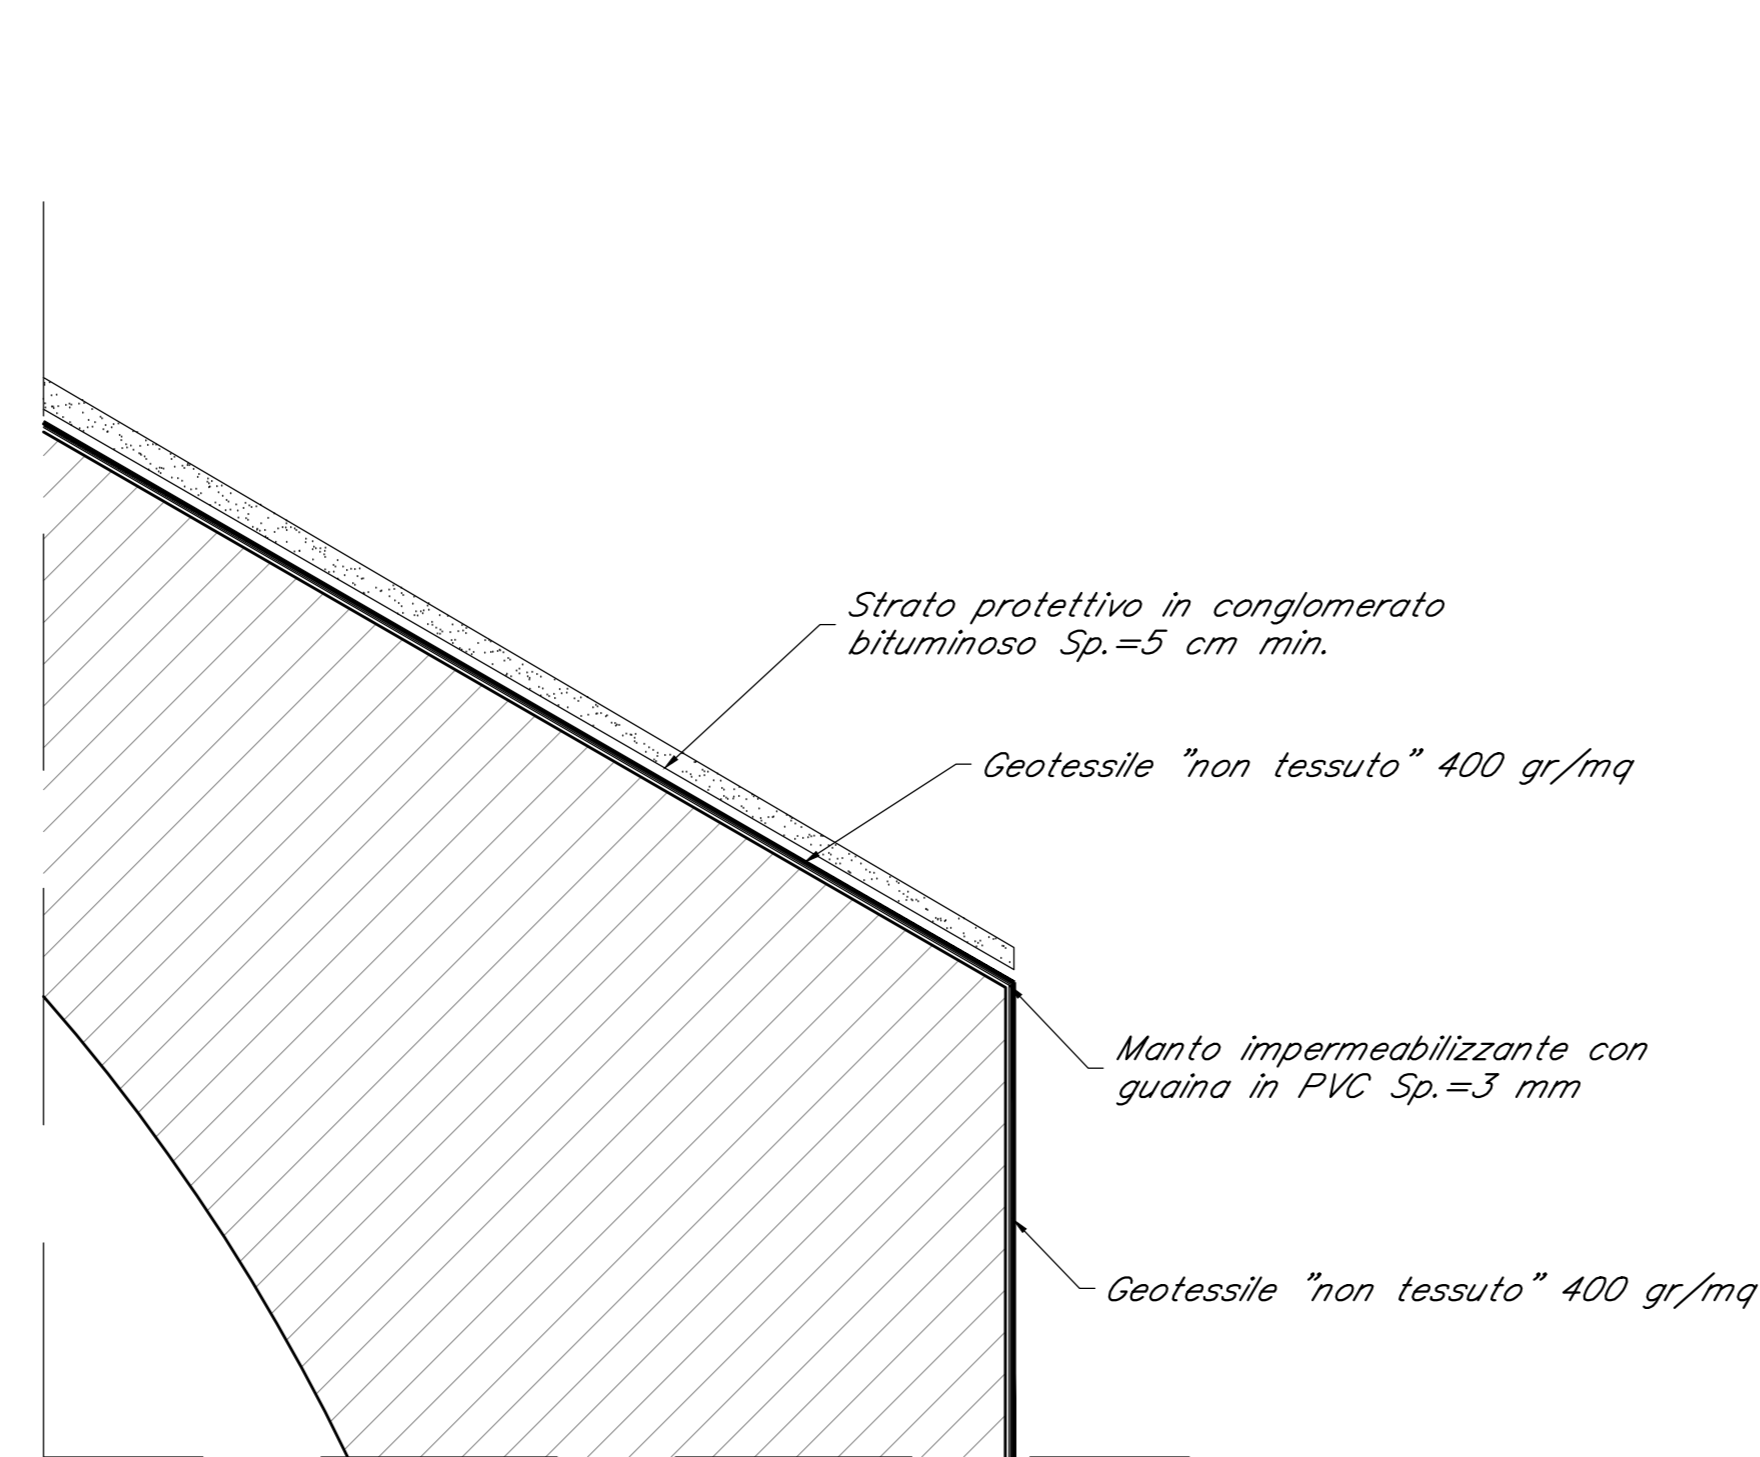 Strato protettivo in conglomerato
bituminoso Sp.=5 cm min.
Geotessile "non tessuto" 400 gr/mq
Manto impermeabilizzante con
guaina in PVC Sp.=3 mm
Geotessile "non tessuto" 400 gr/mq